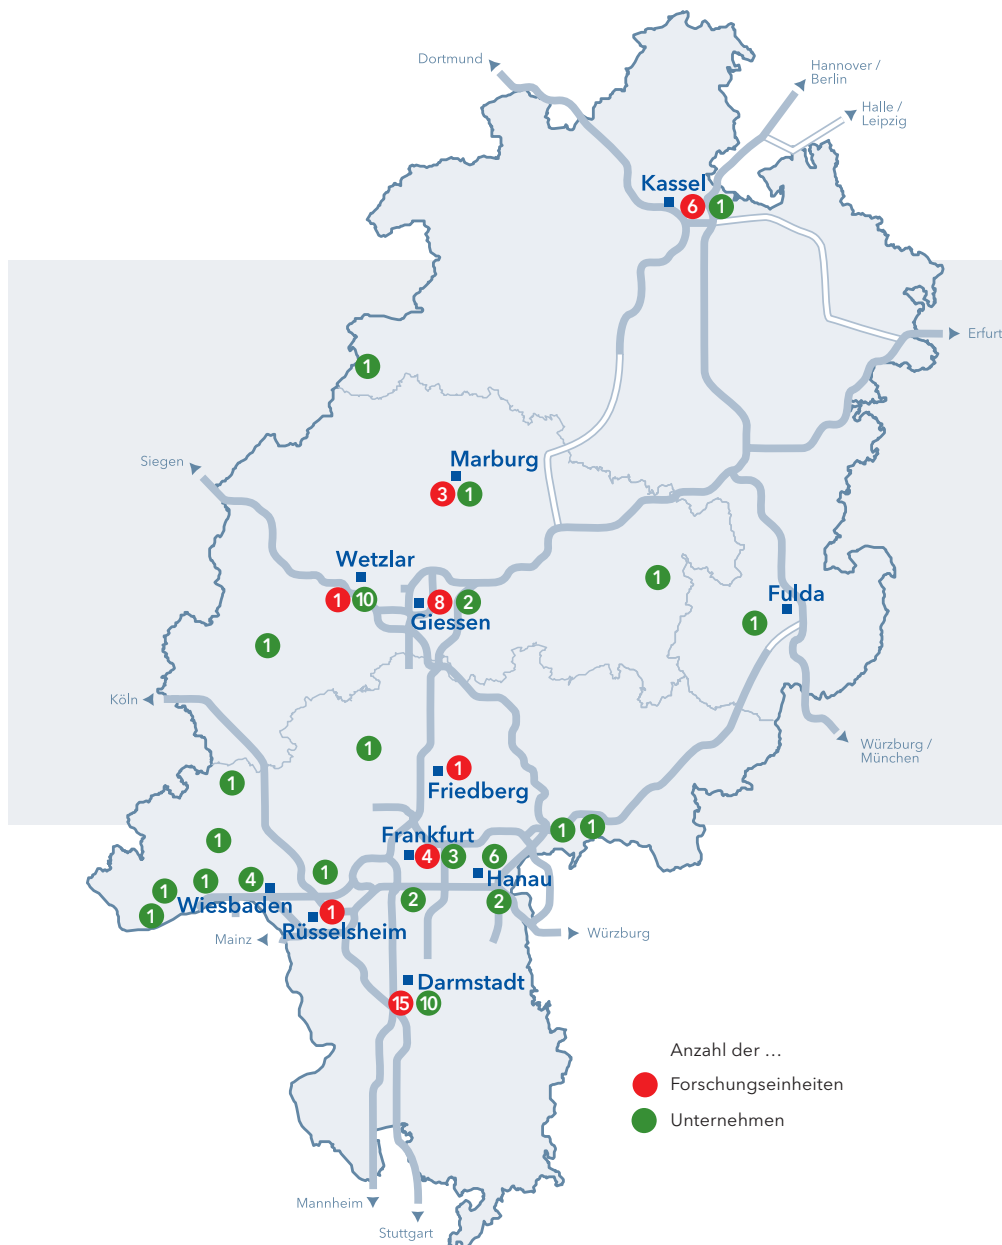 Dortmund
Hannover /
Berlin
Halle /
Leipzig
Kassel
6
1
Erfurt
1
Siegen
Marburg
3
1
Wetzlar
1
10
8
2
Giessen
1
Fulda
1
1
Köln
Würzburg /
München
1
1
Friedberg
1
1
1
1
Frankfurt
4
3
6
Hanau
1
1
1
4
1
Wiesbaden
2
2
1
Rüsselsheim
Mainz
Würzburg
Darmstadt
15
10
Anzahl der …
Forschungseinheiten
Unternehmen
Mannheim
Stuttgart